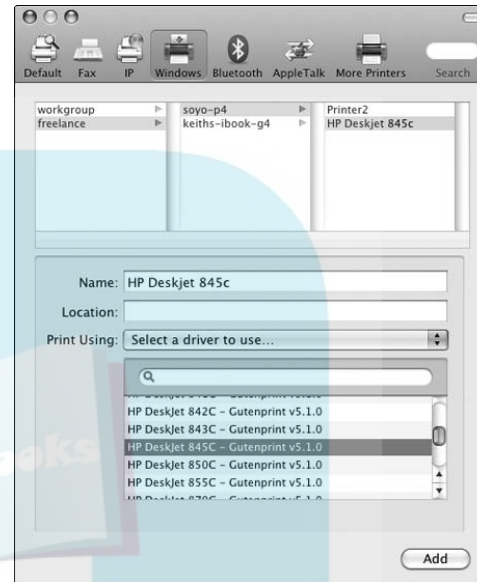 Default Fax IP Windows Bluetooth AppleTalk More Printers Search
workgroup soyo-p4 Printer2
freelance keiths-ibook-g4 HP Deskjet 845c
Name: HP Deskjet 845c
Location:
Print Using: Select a driver to use...
HP DeskJet 842C – Gutenprint v5.1.0
HP DeskJet 843C – Gutenprint v5.1.0
HP DeskJet 845C – Gutenprint v5.1.0
HP DeskJet 850C – Gutenprint v5.1.0
HP DeskJet 855C – Gutenprint v5.1.0
Add